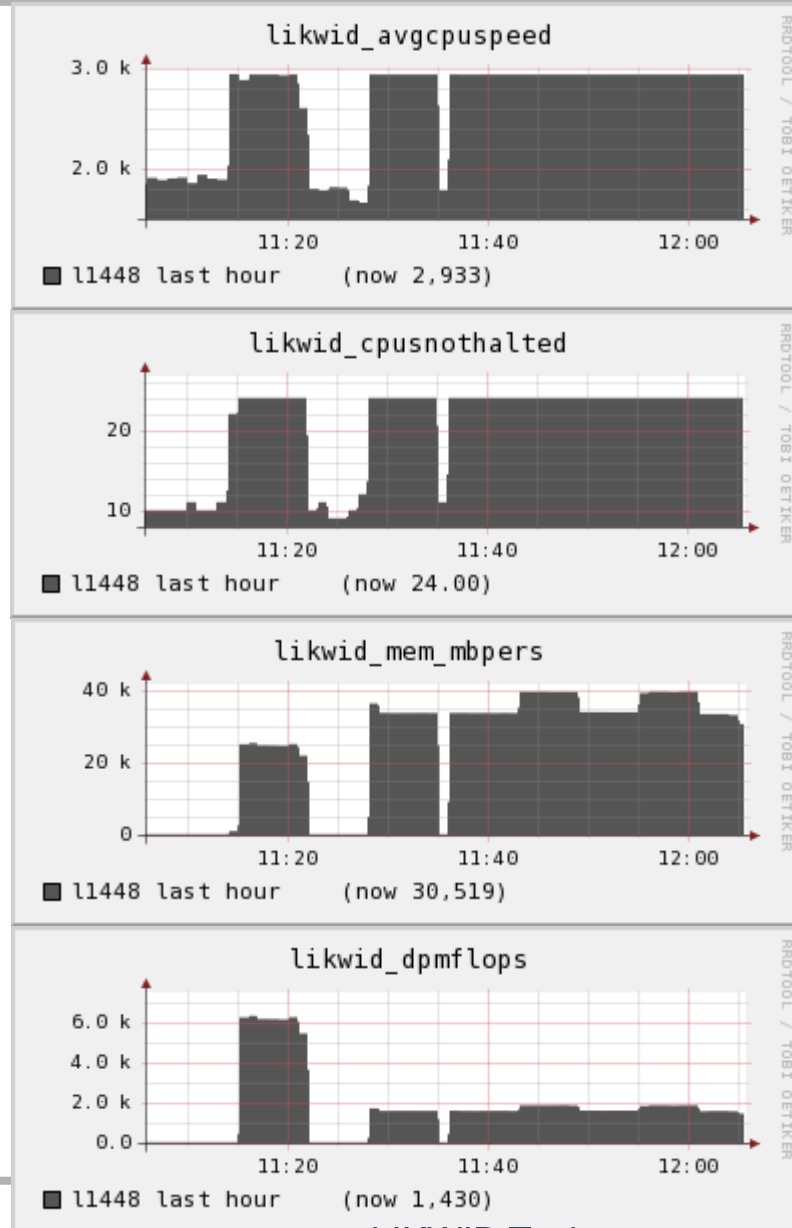 likwid_avgcpuspeed
3.0 k
2.0 k
11:20 11:40 12:00
l1448 last hour (now 2,933)
RRDTOOL / TOBI OETIKER
likwid_cpusnothalted
20
10
11:20 11:40 12:00
l1448 last hour (now 24.00)
RRDTOOL / TOBI OETIKER
likwid_mem_mbpers
40 k
20 k
0
11:20 11:40 12:00
l1448 last hour (now 30,519)
RRDTOOL / TOBI OETIKER
likwid_dpmflops
6.0 k
4.0 k
2.0 k
0.0
11:20 11:40 12:00
l1448 last hour (now 1,430)
RRDTOOL / TOBI OETIKER